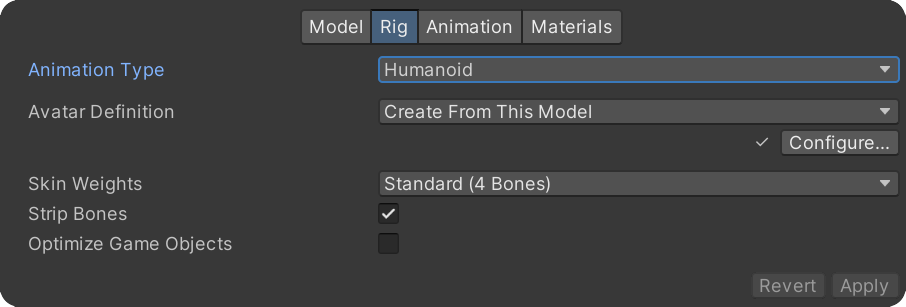 Model Rig Animation Materials
Animation Type Humanoid
Avatar Definition Create From This Model
Configure...
Skin Weights Standard (4 Bones)
Strip Bones
Optimize Game Objects
Revert Apply